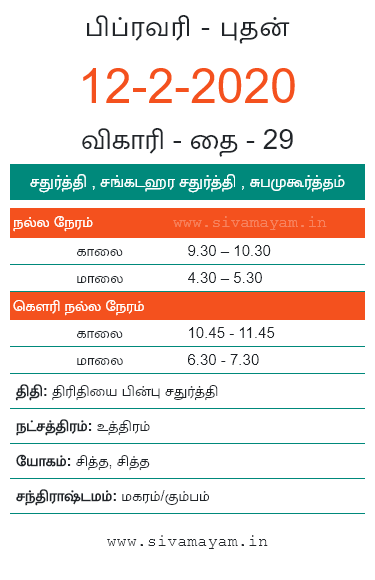 பிப்ரவரி - புதன்
12-2-2020
விகாரி - தை - 29
சதுர்த்தி , சங்கடஹர சதுர்த்தி , சுபமுகூர்த்தம்
நல்ல நேரம் www.sivamayam.in
காலை 9.30 – 10.30
மாலை 4.30 – 5.30
கௌரி நல்ல நேரம்
காலை 10.45 - 11.45
மாலை 6.30 - 7.30
திதி: திரிதியை பின்பு சதுர்த்தி
நட்சத்திரம்: உத்திரம்
யோகம்: சித்த, சித்த
சந்திராஷ்டமம்: மகரம்/கும்பம்
www.sivamayam.in